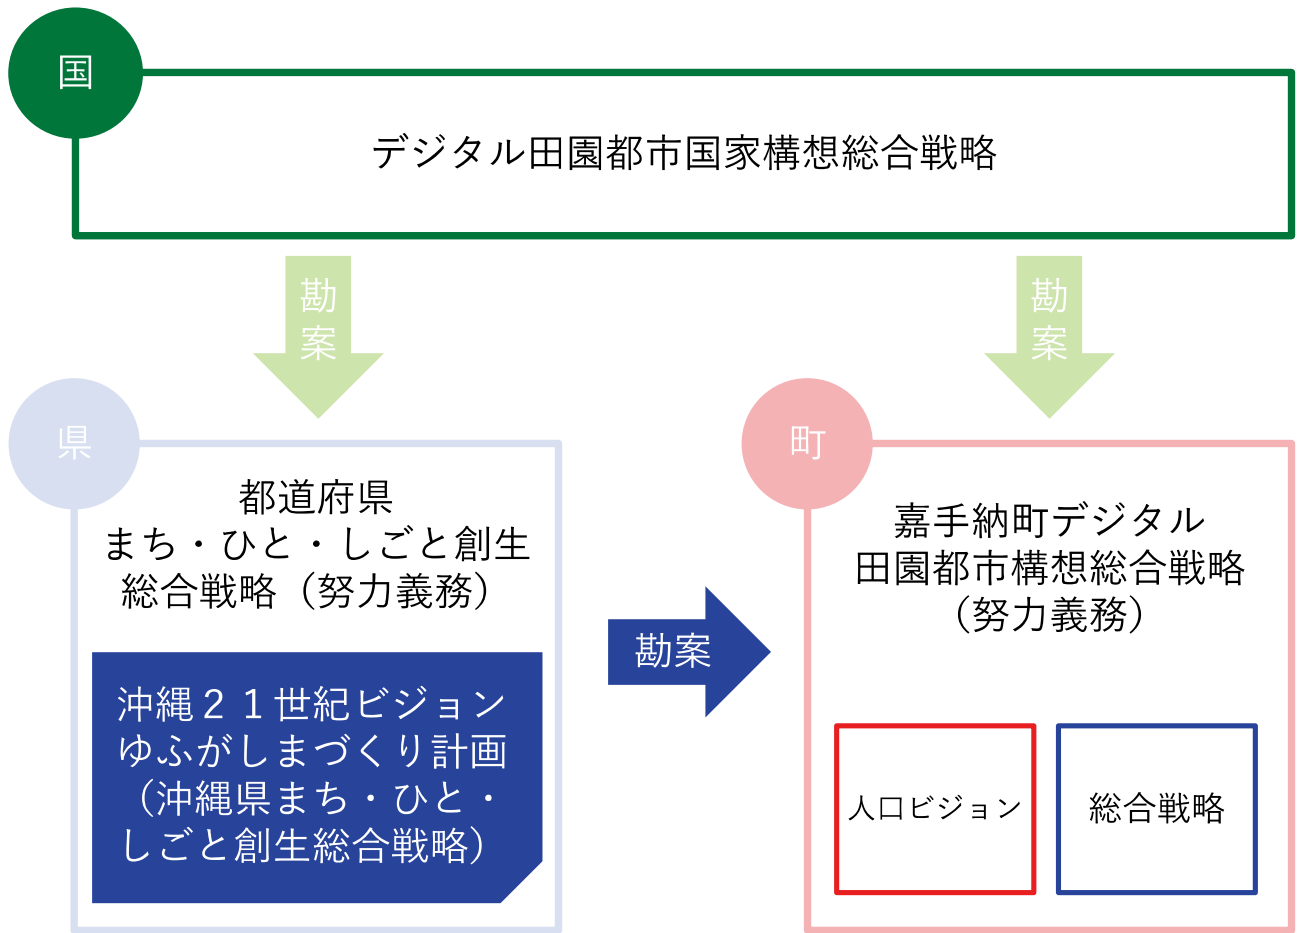 国
デジタル田園都市国家構想総合戦略
勘
案
勘
案
県
都道府県
まち・ひと・しごと創生
総合戦略（努力義務）
沖縄２１世紀ビジョン
ゆふがしまづくり計画
（沖縄県まち・ひと・
しごと創生総合戦略）
勘案
町
嘉手納町デジタル
田園都市構想総合戦略
（努力義務）
人口ビジョン
総合戦略